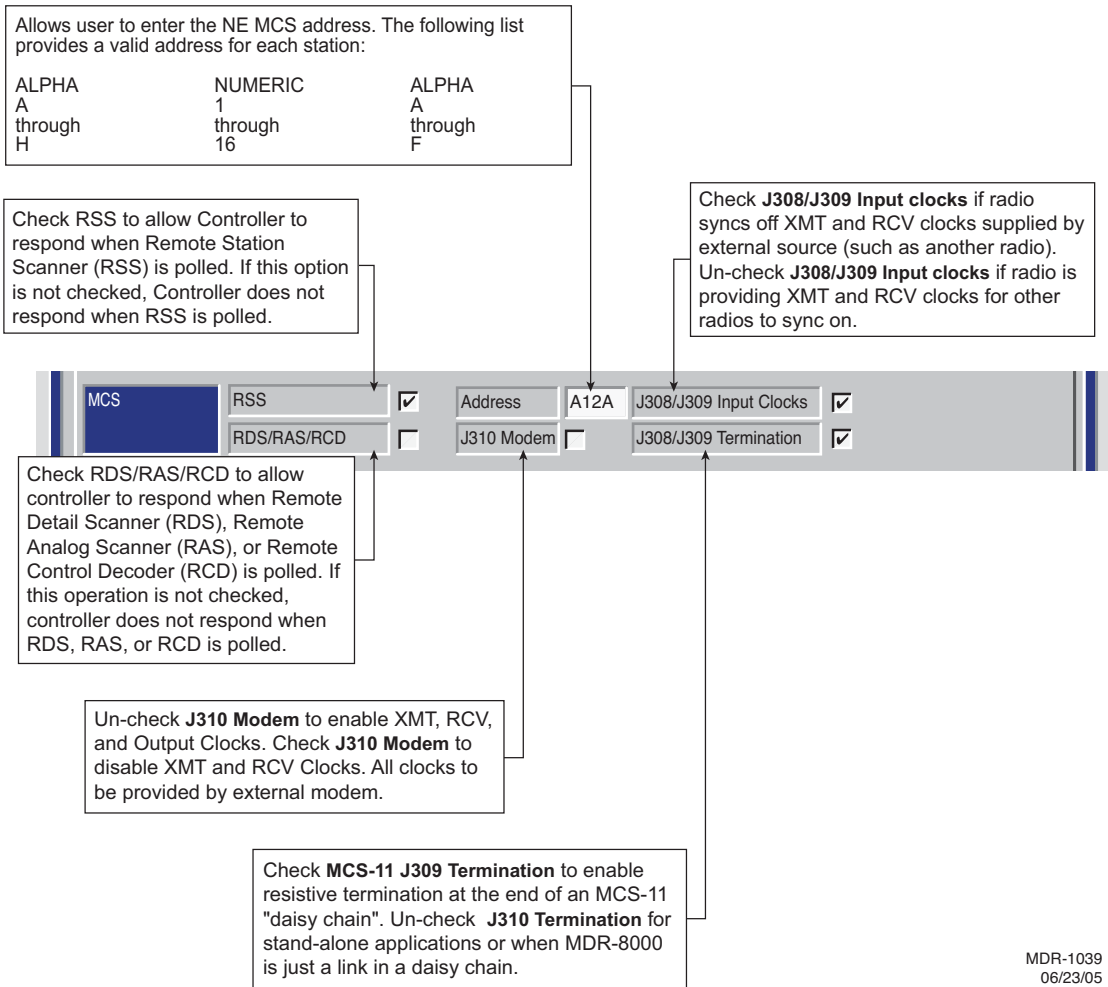 Allows user to enter the NE MCS address. The following list
provides a valid address for each station:
ALPHA NUMERIC ALPHA
A 1 A
through through through
H 16 F
Check RSS to allow Controller to
respond when Remote Station
Scanner (RSS) is polled. If this option
is not checked, Controller does not
respond when RSS is polled.
Check J308/J309 Input clocks if radio
syncs off XMT and RCV clocks supplied by
external source (such as another radio).
Un-check J308/J309 Input clocks if radio is
providing XMT and RCV clocks for other
radios to sync on.
MCS RSS Address A12A J308/J309 Input Clocks
RDS/RAS/RCD J310 Modem J308/J309 Termination
Check RDS/RAS/RCD to allow
controller to respond when Remote
Detail Scanner (RDS), Remote
Analog Scanner (RAS), or Remote
Control Decoder (RCD) is polled. If
this operation is not checked,
controller does not respond when
RDS, RAS, or RCD is polled.
Un-check J310 Modem to enable XMT, RCV,
and Output Clocks. Check J310 Modem to
disable XMT and RCV Clocks. All clocks to
be provided by external modem.
Check MCS-11 J309 Termination to enable
resistive termination at the end of an MCS-11
"daisy chain". Un-check J310 Termination for
stand-alone applications or when MDR-8000
is just a link in a daisy chain.
MDR-1039
06/23/05